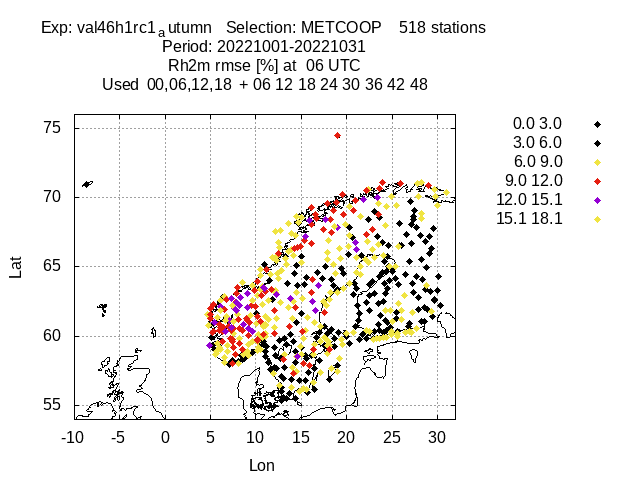 Exp: val46h1rc1autumn Selection: METCOOP 518 stations
Period: 20221001-20221031
Rh2m rmse [%] at 06 UTC
Used 00,06,12,18 + 06 12 18 24 30 36 42 48
75
70
65
60
55
Lat
-10 -5 0 5 10 15 20 25 30
Lon
0.0 3.0
3.0 6.0
6.0 9.0
9.0 12.0
12.0 15.1
15.1 18.1